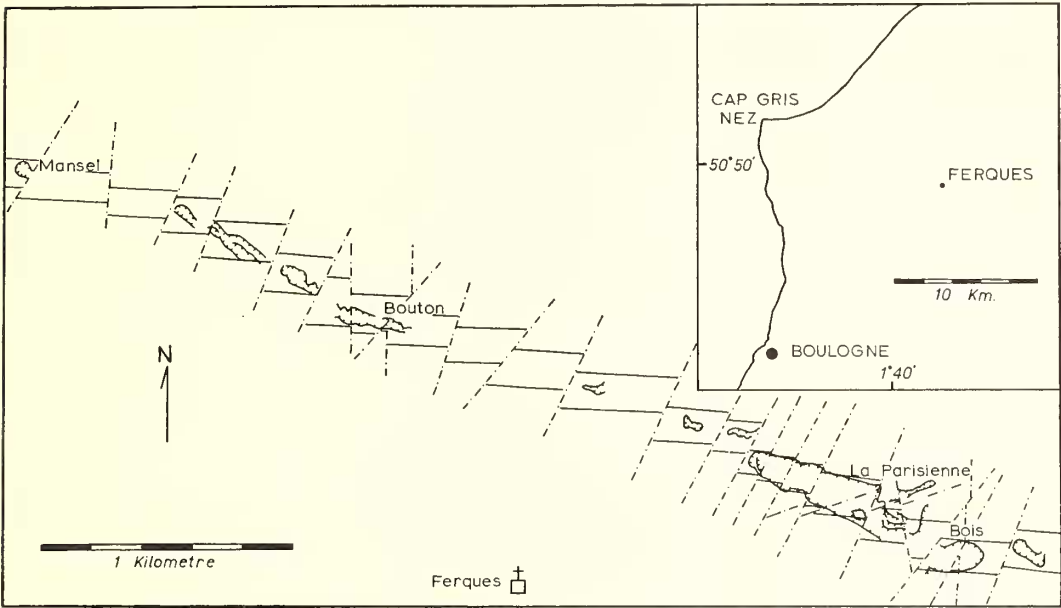 CAP GRIS
NEZ
50° 50'
FERQUES
10 Km.
BOULOGNE
1° 40'
Mansel
Bouton
N
La Parisienne
Bois
1 Kilometre
Ferques